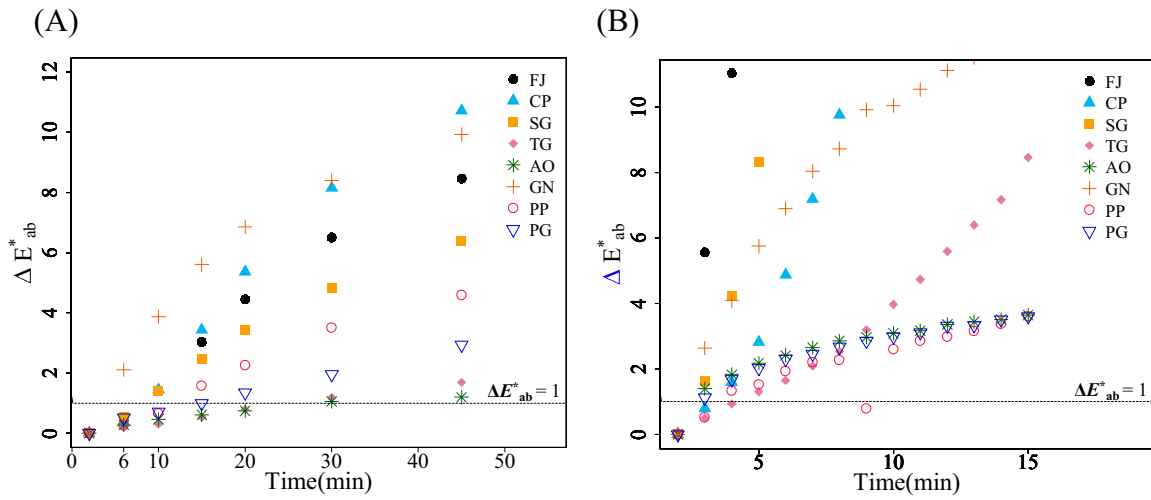 (A)
12
10
8
6
4
2
0
Δ E*ab
FJ
CP
SG
TG
AO
GN
PP
PG
ΔE*ab = 1
0
6
10
20
30
40
50
Time(min)
(B)
10
8
6
4
2
0
Δ E*ab
FJ
CP
SG
TG
AO
GN
PP
PG
ΔE*ab = 1
5
10
15
Time(min)